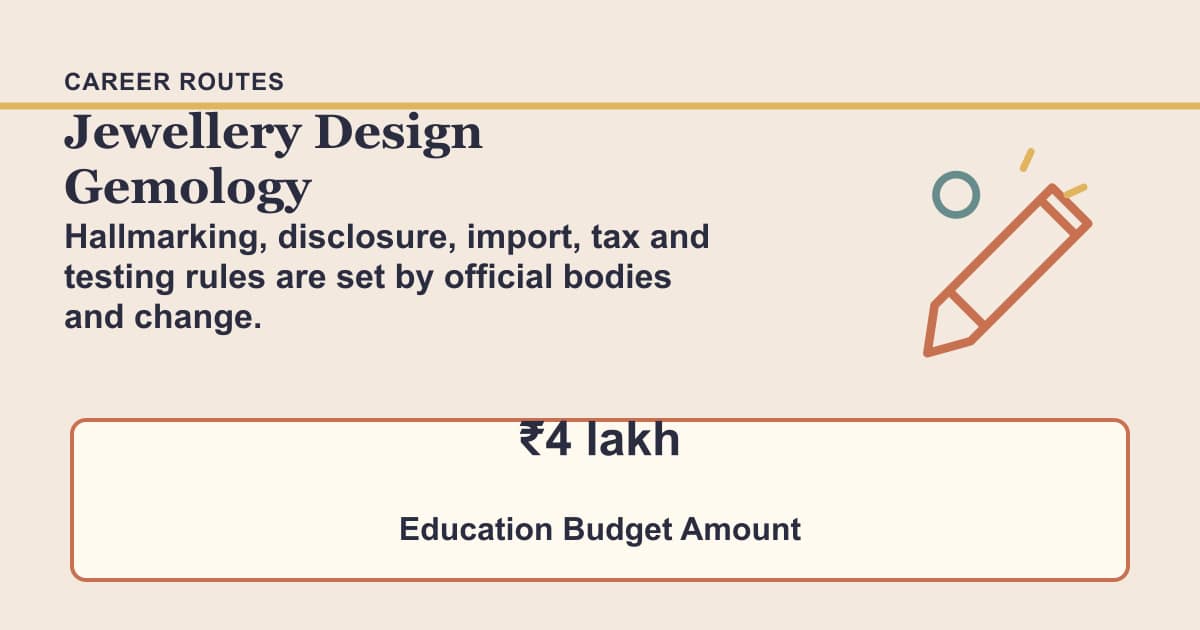 CAREER ROUTES
Jewellery Design
Gemology
Hallmarking, disclosure, import, tax and
testing rules are set by official bodies
and change.
₹4 lakh
Education Budget Amount